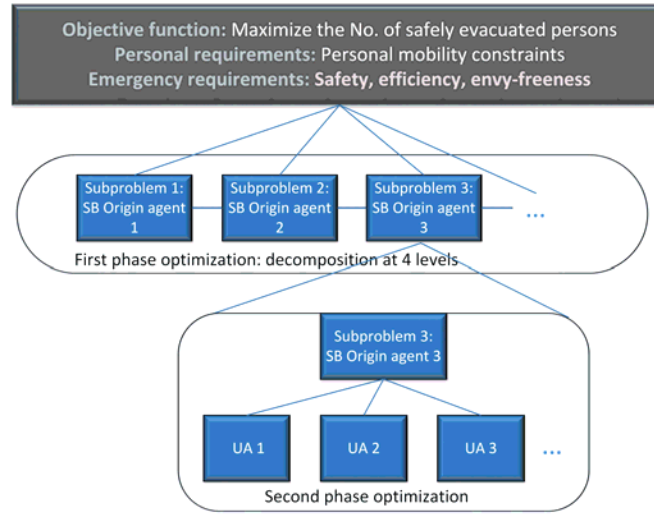 Objective function: Maximize the No. of safely evacuated persons
Personal requirements: Personal mobility constraints
Emergency requirements: Safety, efficiency, envy-freeness
Subproblem 1:
SB Origin agent
1
Subproblem 2:
SB Origin agent
2
Subproblem 3:
SB Origin agent
3
...
First phase optimization: decomposition at 4 levels
Subproblem 3:
SB Origin agent 3
UA 1
UA 2
UA 3
...
Second phase optimization